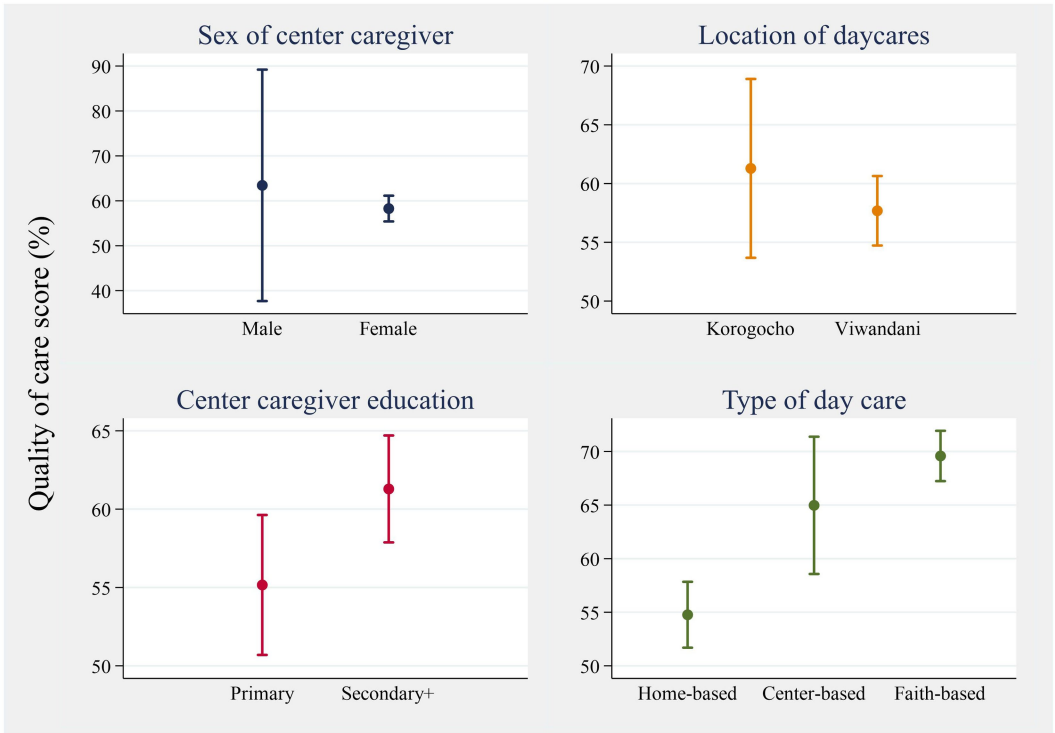 Quality of care score (%)
Sex of center caregiver
90
80
70
60
50
40
Male Female
Location of daycares
70
65
60
55
50
Korogocho Viwandani
Center caregiver education
65
60
55
50
Primary Secondary+
Type of day care
70
65
60
55
50
Home-based Center-based Faith-based